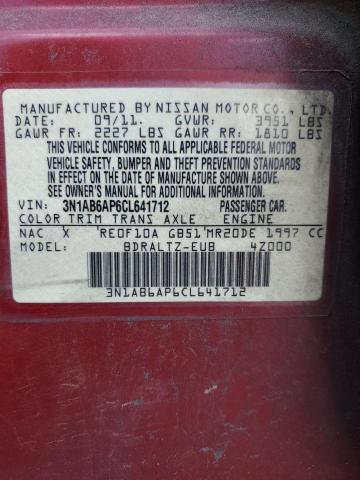 MANUFACTURED BY NISSAN MOTOR CO., LTD.
DATE: 09/11. GVWR: 3951 LBS
GAWR FR: 2227 LBS GAWR RR: 1810 LBS
THIS VEHICLE CONFORMS TO ALL APPLICABLE FEDERAL MOTOR
VEHICLE SAFETY, BUMPER AND THEFT PREVENTION STANDARDS
IN EFFECT ON THE DATE OF MANUFACTURE SHOWN ABOVE.
SEE OWNER'S MANUAL FOR ADDITIONAL INFORMATION.
VIN: 3N1AB6AP6CL641712 PASSENGER CAR.
COLOR TRIM TRANS AXLE ENGINE
NAC X RE0F10A GB51 MR20DE 1997 CC
MODEL: BDRALTZ-EUB 4Z000
3N1AB6AP6CL641712